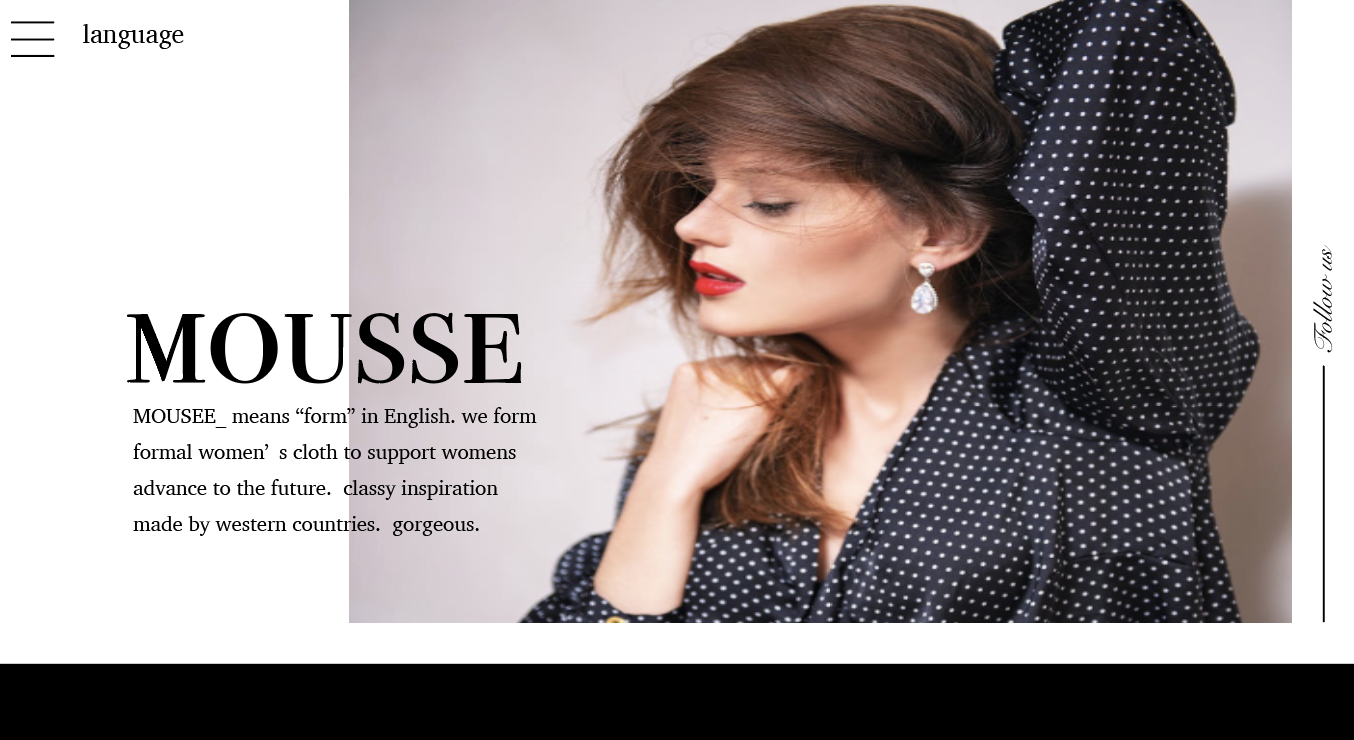 language
MOUSSE
MOUSEE_ means “form” in English. we form
formal women’ s cloth to support womens
advance to the future. classy inspiration
made by western countries. gorgeous.
Follow us